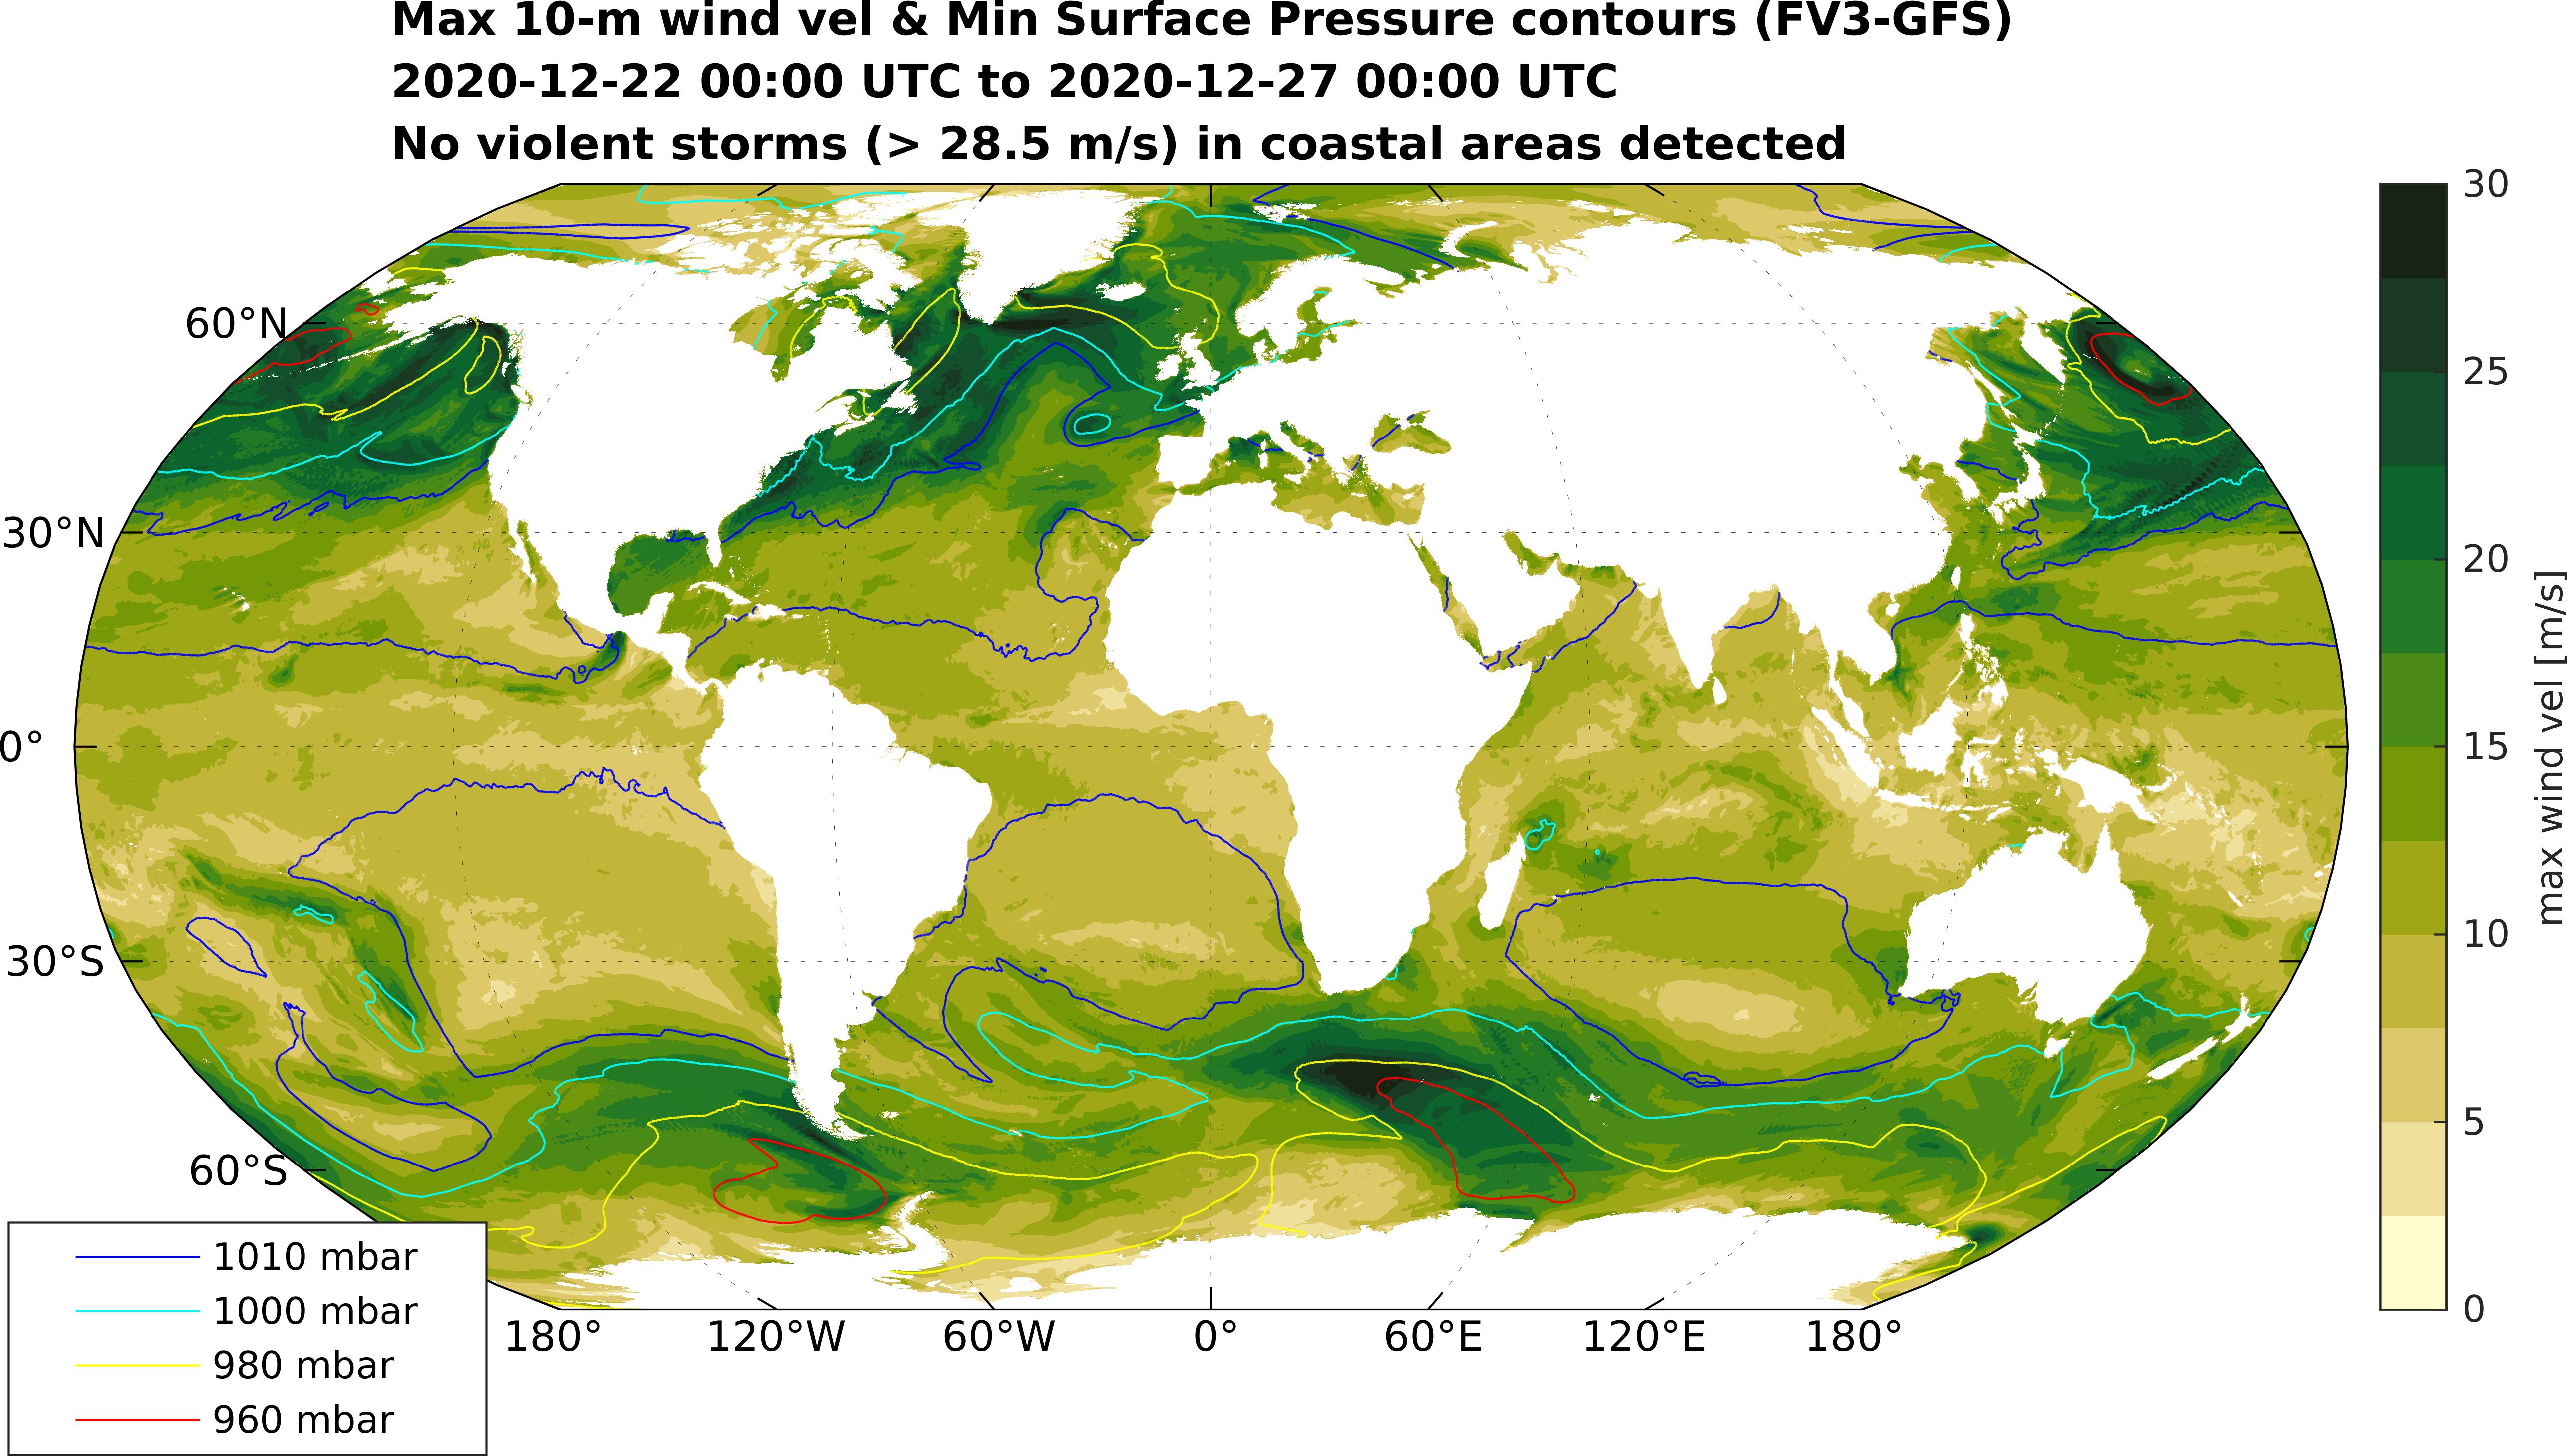 Max 10-m wind vel & Min Surface Pressure contours (FV3-GFS)
2020-12-22 00:00 UTC to 2020-12-27 00:00 UTC
No violent storms (> 28.5 m/s) in coastal areas detected
60°N
30°N
0°
30°S
60°S
180°
120°W
60°W
0°
60°E
120°E
180°
1010 mbar
1000 mbar
980 mbar
960 mbar
30
25
20
15
10
5
0
max wind vel [m/s]